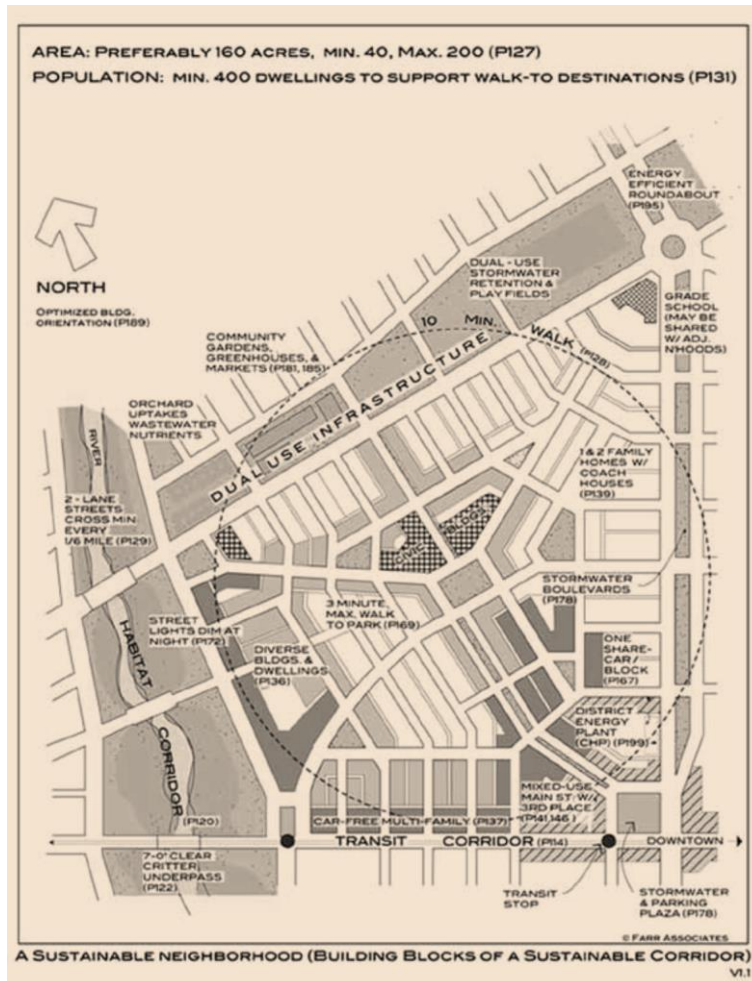 AREA: PREFERABLY 160 ACRES, MIN. 40, MAX. 200 (P127)
POPULATION: MIN. 400 DWELLINGS TO SUPPORT WALK-TO DESTINATIONS (P131)
ENERGY
EFFICIENT
ROUNDABOUT
(P195)
NORTH
OPTIMIZED BLDG.
ORIENTATION (P189)
DUAL - USE
STORMWATER
RETENTION &
PLAY FIELDS
GRADE
SCHOOL
(MAY BE
SHARED
W/ ADJ.
N'HOODS)
10 MIN. WALK (P128)
COMMUNITY
GARDENS,
GREENHOUSES, &
MARKETS (P181, 185)
DUAL USE INFRASTRUCTURE
ORCHARD
UPTAKES
WASTEWATER
NUTRIENTS
RIVER
1 & 2 FAMILY
HOMES W/
COACH
HOUSES
(P139)
2 - LANE
STREETS
CROSS MIN
EVERY
1/6 MILE (P129)
CIVIC BLDGS.
STORMWATER
BOULEVARDS
(P178)
3 MINUTE,
MAX. WALK
TO PARK (P169)
STREET
LIGHTS DIM AT
NIGHT (P172)
HABITAT
CORRIDOR
(P120)
DIVERSE
BLDGS. &
DWELLINGS
(P136)
ONE
SHARE-
CAR /
BLOCK
(P167)
DISTRICT
ENERGY
PLANT
(CHP) (P199)
MIXED-USE
MAIN ST. W/
3RD PLACE
(P141,146)
CAR-FREE MULTI-FAMILY (P137)
TRANSIT CORRIDOR (P114)
DOWNTOWN
7'-0" CLEAR
CRITTER
UNDERPASS
(P122)
TRANSIT
STOP
STORMWATER
& PARKING
PLAZA (P178)
© FARR ASSOCIATES
A SUSTAINABLE NEIGHBORHOOD (BUILDING BLOCKS OF A SUSTAINABLE CORRIDOR)
V1.1